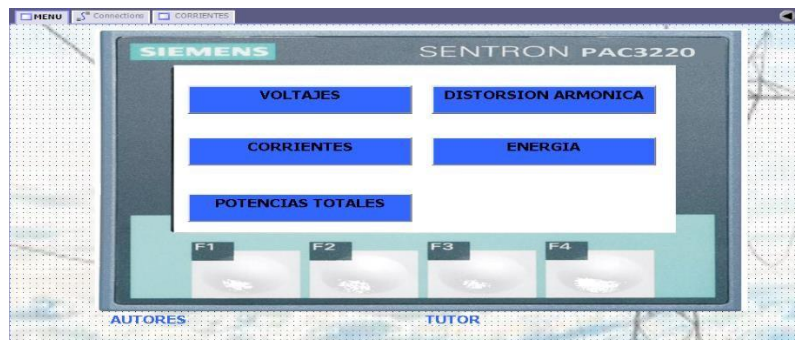 MENU Connections CORRIENTES
SIEMENS SENTRON PAC3220
VOLTAJES DISTORSION ARMONICA
CORRIENTES ENERGIA
POTENCIAS TOTALES
F1 F2 F3 F4
AUTORES TUTOR